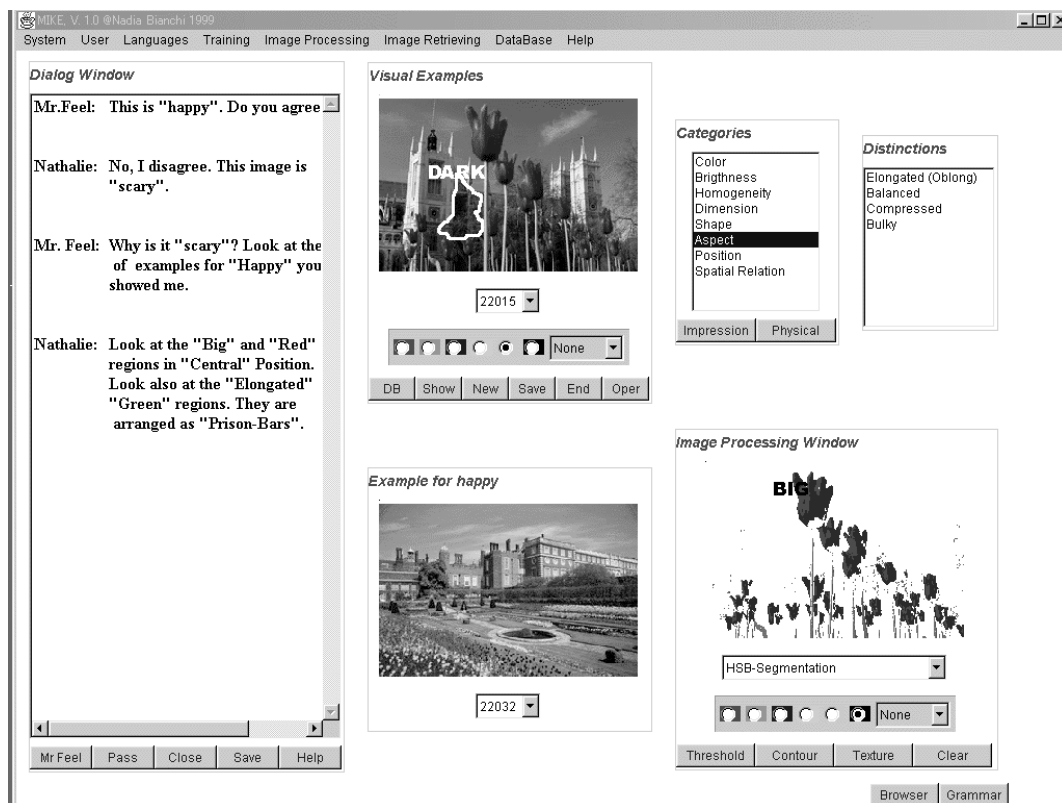 MIKE, V. 1.0 @Nadia Bianchi 1999
System User Languages Training Image Processing Image Retrieving DataBase Help
Dialog Window
Mr.Feel: This is "happy". Do you agree
Nathalie: No, I disagree. This image is
"scary".
Mr. Feel: Why is it "scary"? Look at the
of examples for "Happy" you
showed me.
Nathalie: Look at the "Big" and "Red"
regions in "Central" Position.
Look also at the "Elongated"
"Green" regions. They are
arranged as "Prison-Bars".
Mr Feel Pass Close Save Help
Visual Examples
DARK
22015
None
DB Show New Save End Oper
Example for happy
22032
Categories
Color
Brigthness
Homogeneity
Dimension
Shape
Aspect
Position
Spatial Relation
Impression Physical
Distinctions
Elongated (Oblong)
Balanced
Compressed
Bulky
Image Processing Window
BIG
HSB-Segmentation
None
Threshold Contour Texture Clear
Browser Grammar